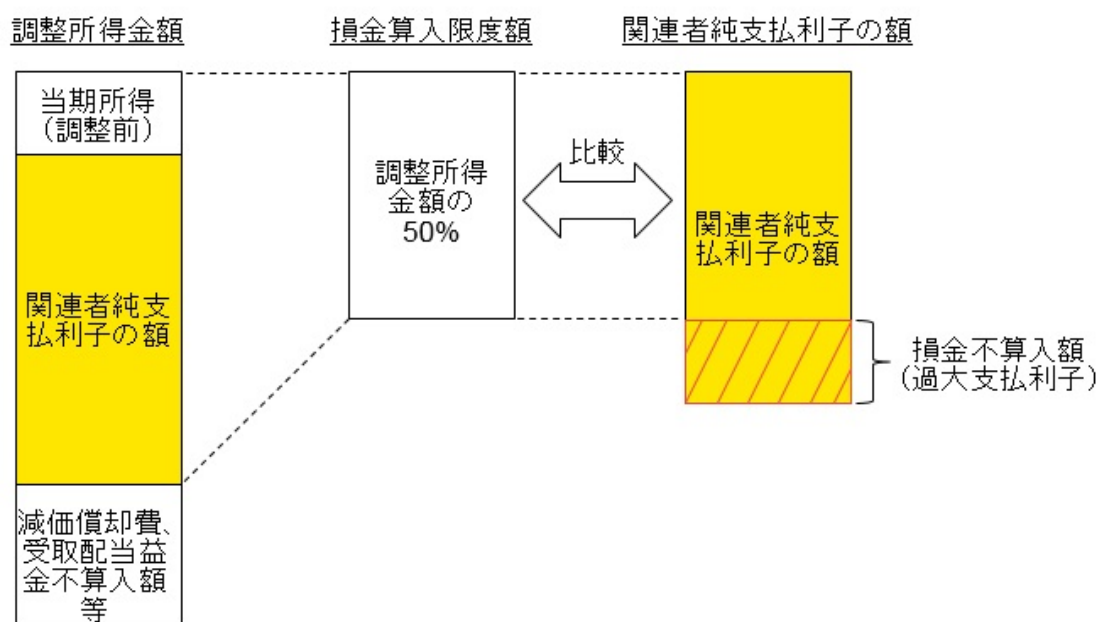 調整所得金額
損金算入限度額
関連者純支払利子の額
当期所得
(調整前)
関連者純支
払利子の額
減価償却費、
受取配当益
金不算入額
等
調整所得
金額の
50%
比較
関連者純支
払利子の額
損金不算入額
(過大支払利子)